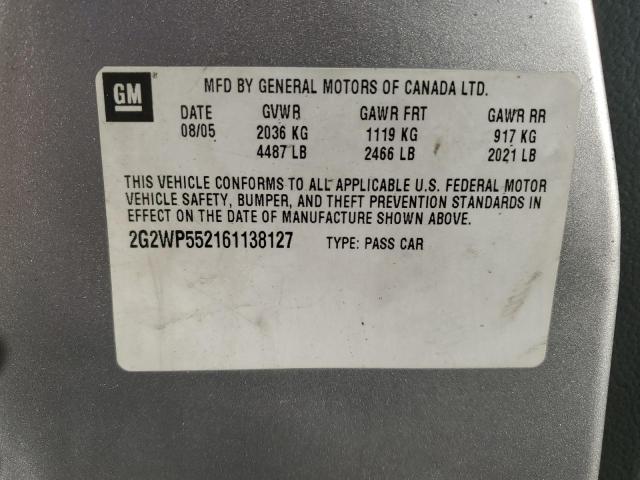 GM
MFD BY GENERAL MOTORS OF CANADA LTD.
DATE GVWR GAWR FRT GAWR RR
08/05 2036 KG 1119 KG 917 KG
4487 LB 2466 LB 2021 LB
THIS VEHICLE CONFORMS TO ALL APPLICABLE U.S. FEDERAL MOTOR
VEHICLE SAFETY, BUMPER, AND THEFT PREVENTION STANDARDS IN
EFFECT ON THE DATE OF MANUFACTURE SHOWN ABOVE.
2G2WP552161138127 TYPE: PASS CAR